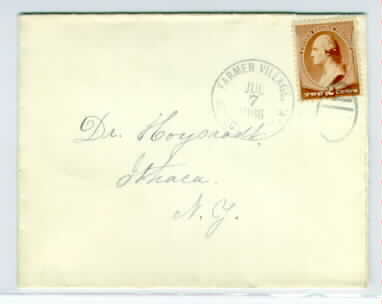 FARMER VILLAGE
JUL
7
TWO CENTS
Dr. Hoysradt,
Ithaca.
N.Y.